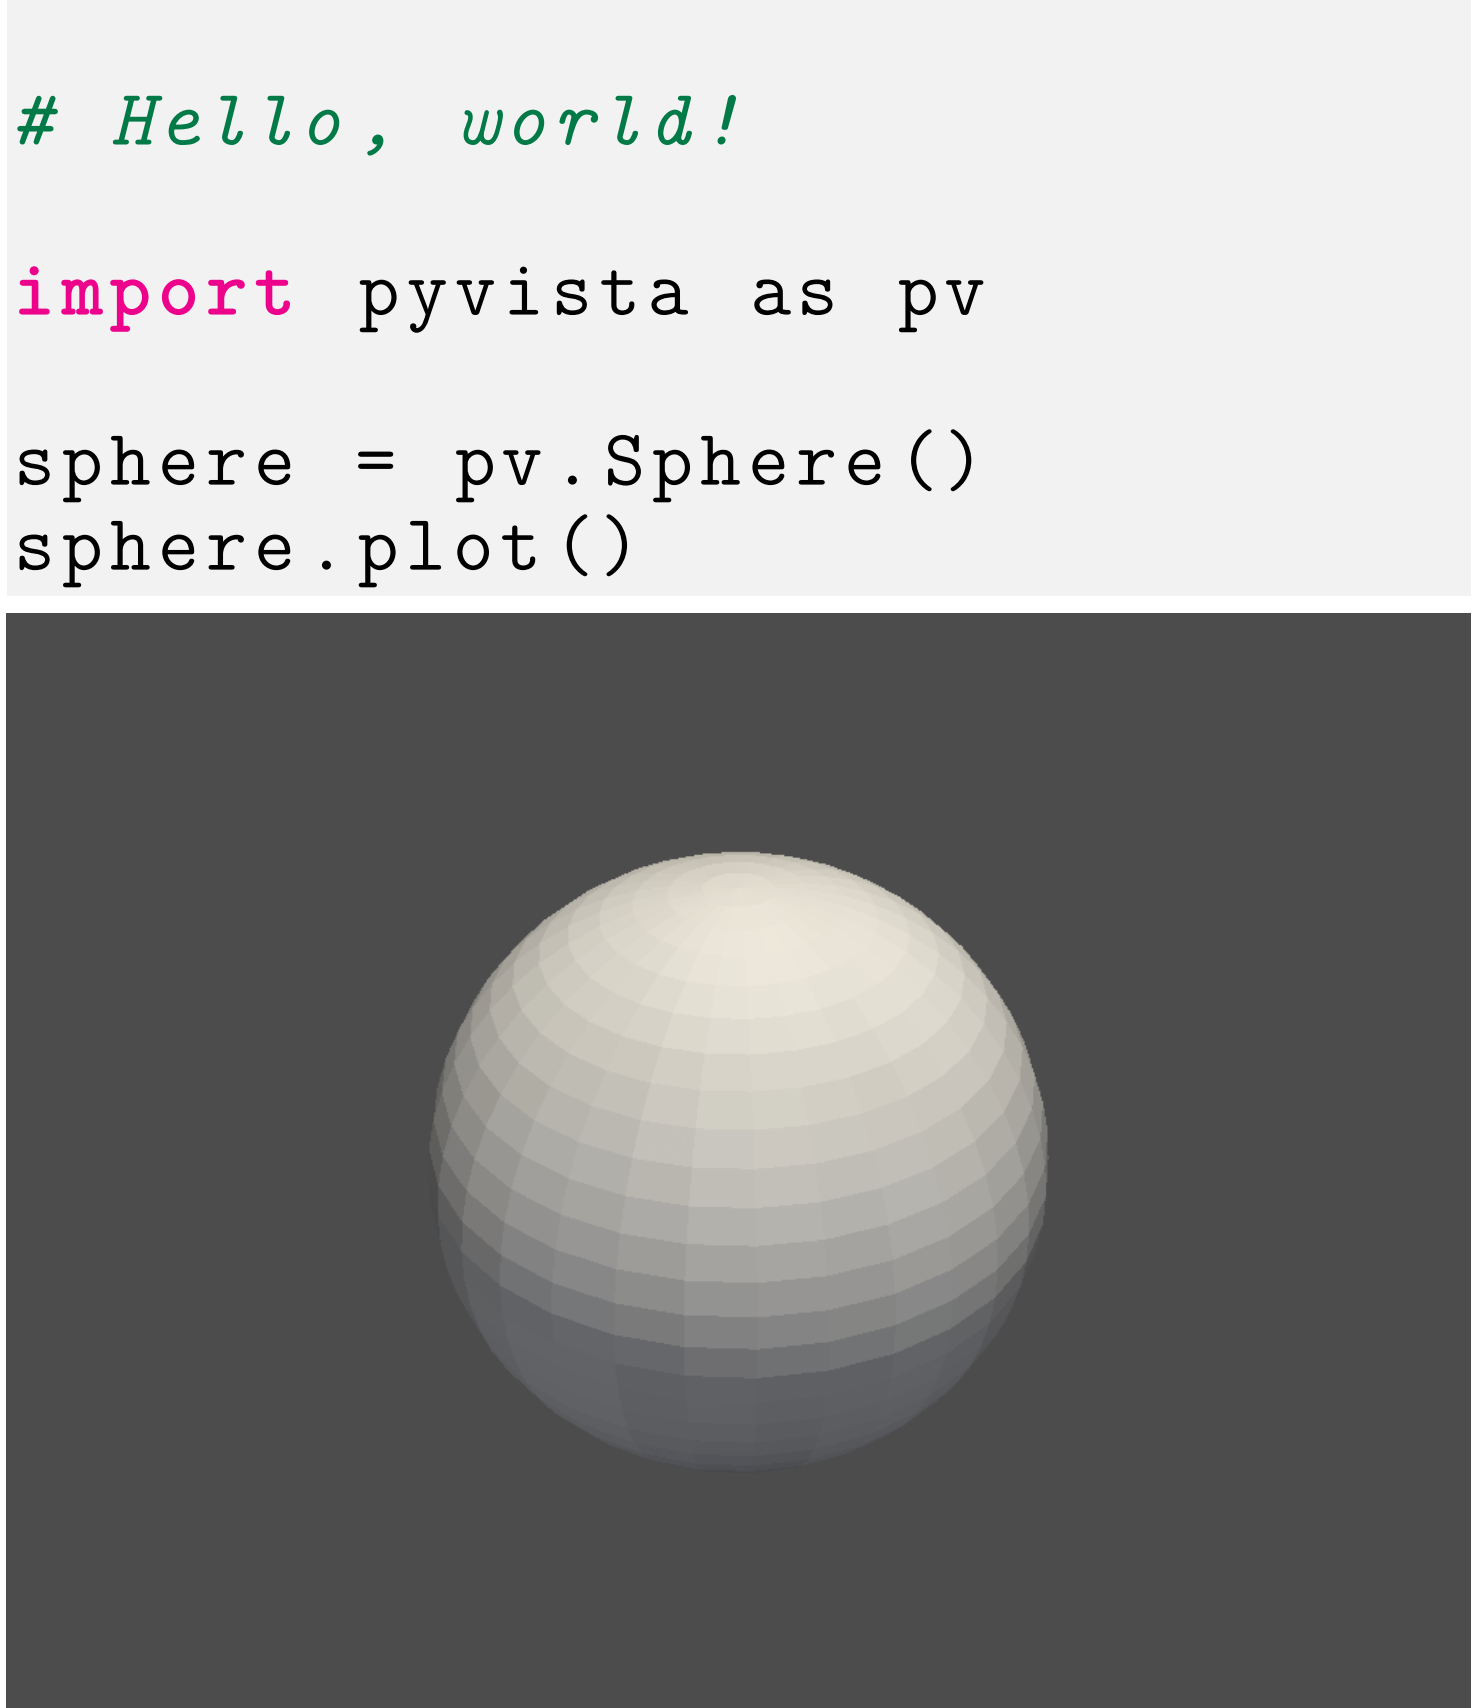 # Hello, world!
import pyvista as pv
sphere = pv.Sphere()
sphere.plot()